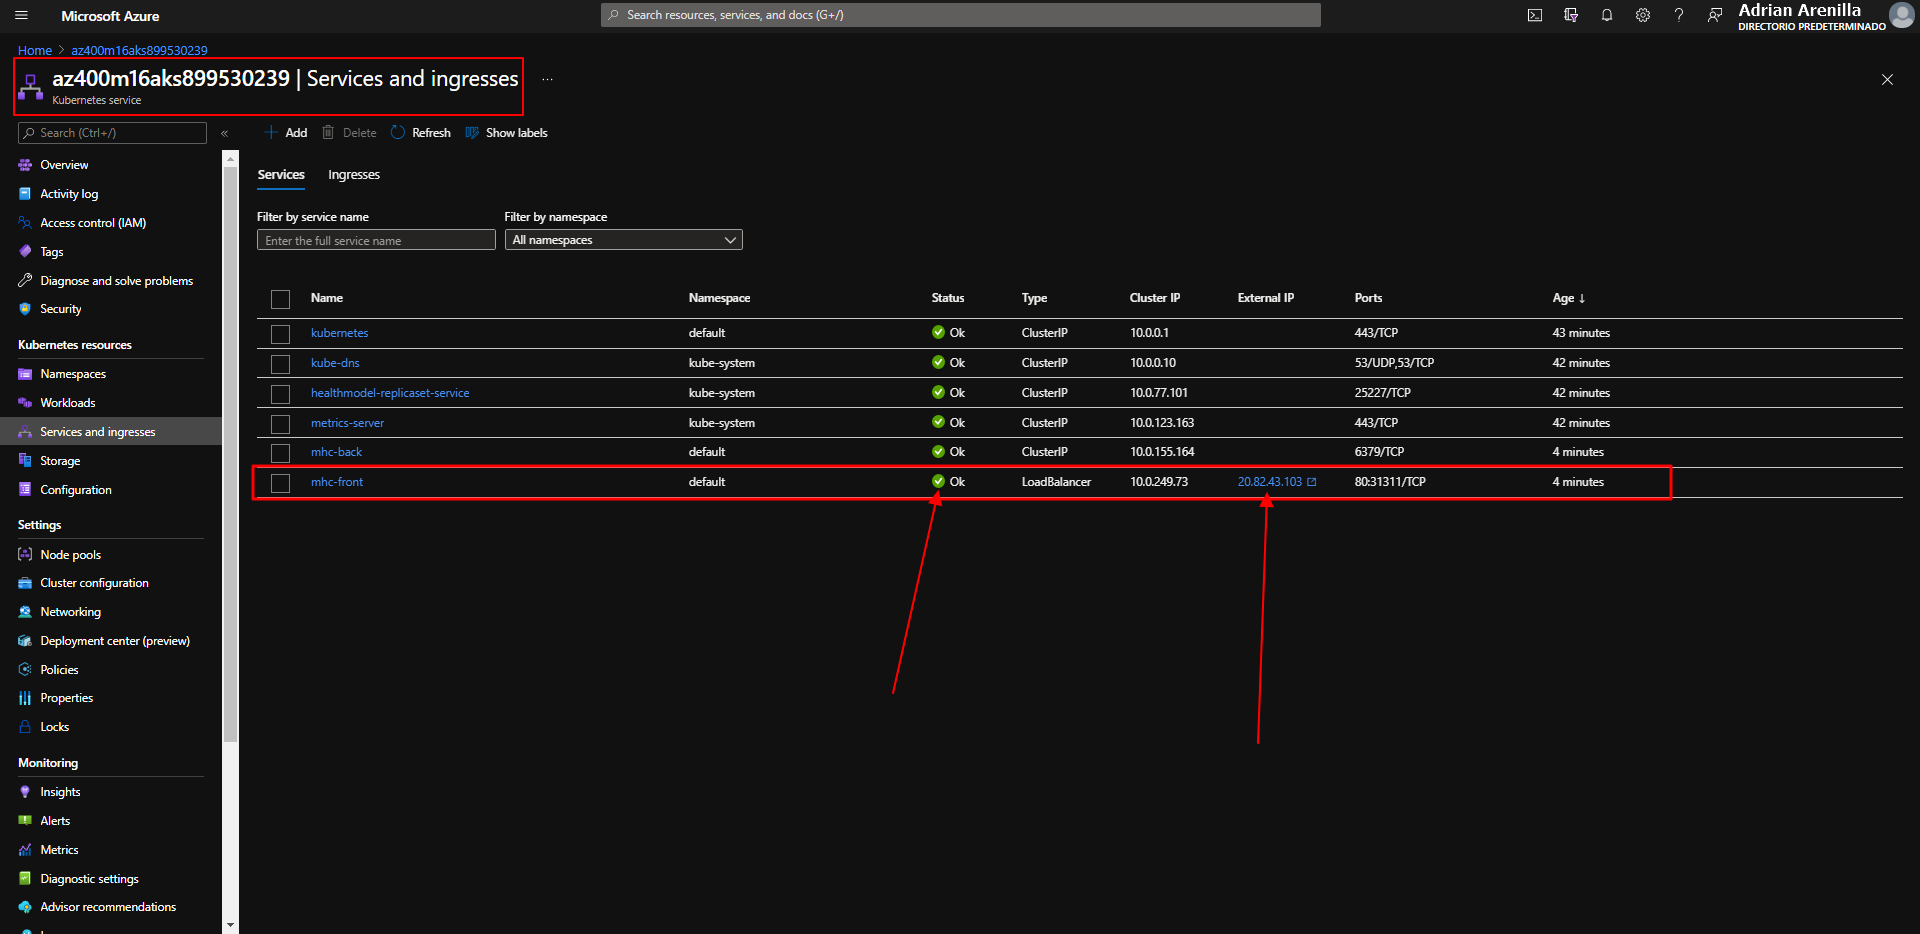 Microsoft Azure
Search resources, services, and docs (G+/)
Adrian Arenilla
DIRECTORIO PREDETERMINADO
Home > az400m16aks899530239
az400m16aks899530239 | Services and ingresses ...
Kubernetes service
Search (Ctrl+/) «
Overview
Activity log
Access control (IAM)
Tags
Diagnose and solve problems
Security
Kubernetes resources
Namespaces
Workloads
Services and ingresses
Storage
Configuration
Settings
Node pools
Cluster configuration
Networking
Deployment center (preview)
Policies
Properties
Locks
Monitoring
Insights
Alerts
Metrics
Diagnostic settings
Advisor recommendations
Add Delete Refresh Show labels
Services Ingresses
Filter by service name Filter by namespace
Enter the full service name All namespaces
Name Namespace Status Type Cluster IP External IP Ports Age ↓
kubernetes default Ok ClusterIP 10.0.0.1 443/TCP 43 minutes
kube-dns kube-system Ok ClusterIP 10.0.0.10 53/UDP,53/TCP 42 minutes
healthmodel-replicaset-service kube-system Ok ClusterIP 10.0.77.101 25227/TCP 42 minutes
metrics-server kube-system Ok ClusterIP 10.0.123.163 443/TCP 42 minutes
mhc-back default Ok ClusterIP 10.0.155.164 6379/TCP 4 minutes
mhc-front default Ok LoadBalancer 10.0.249.73 20.82.43.103 80:31311/TCP 4 minutes